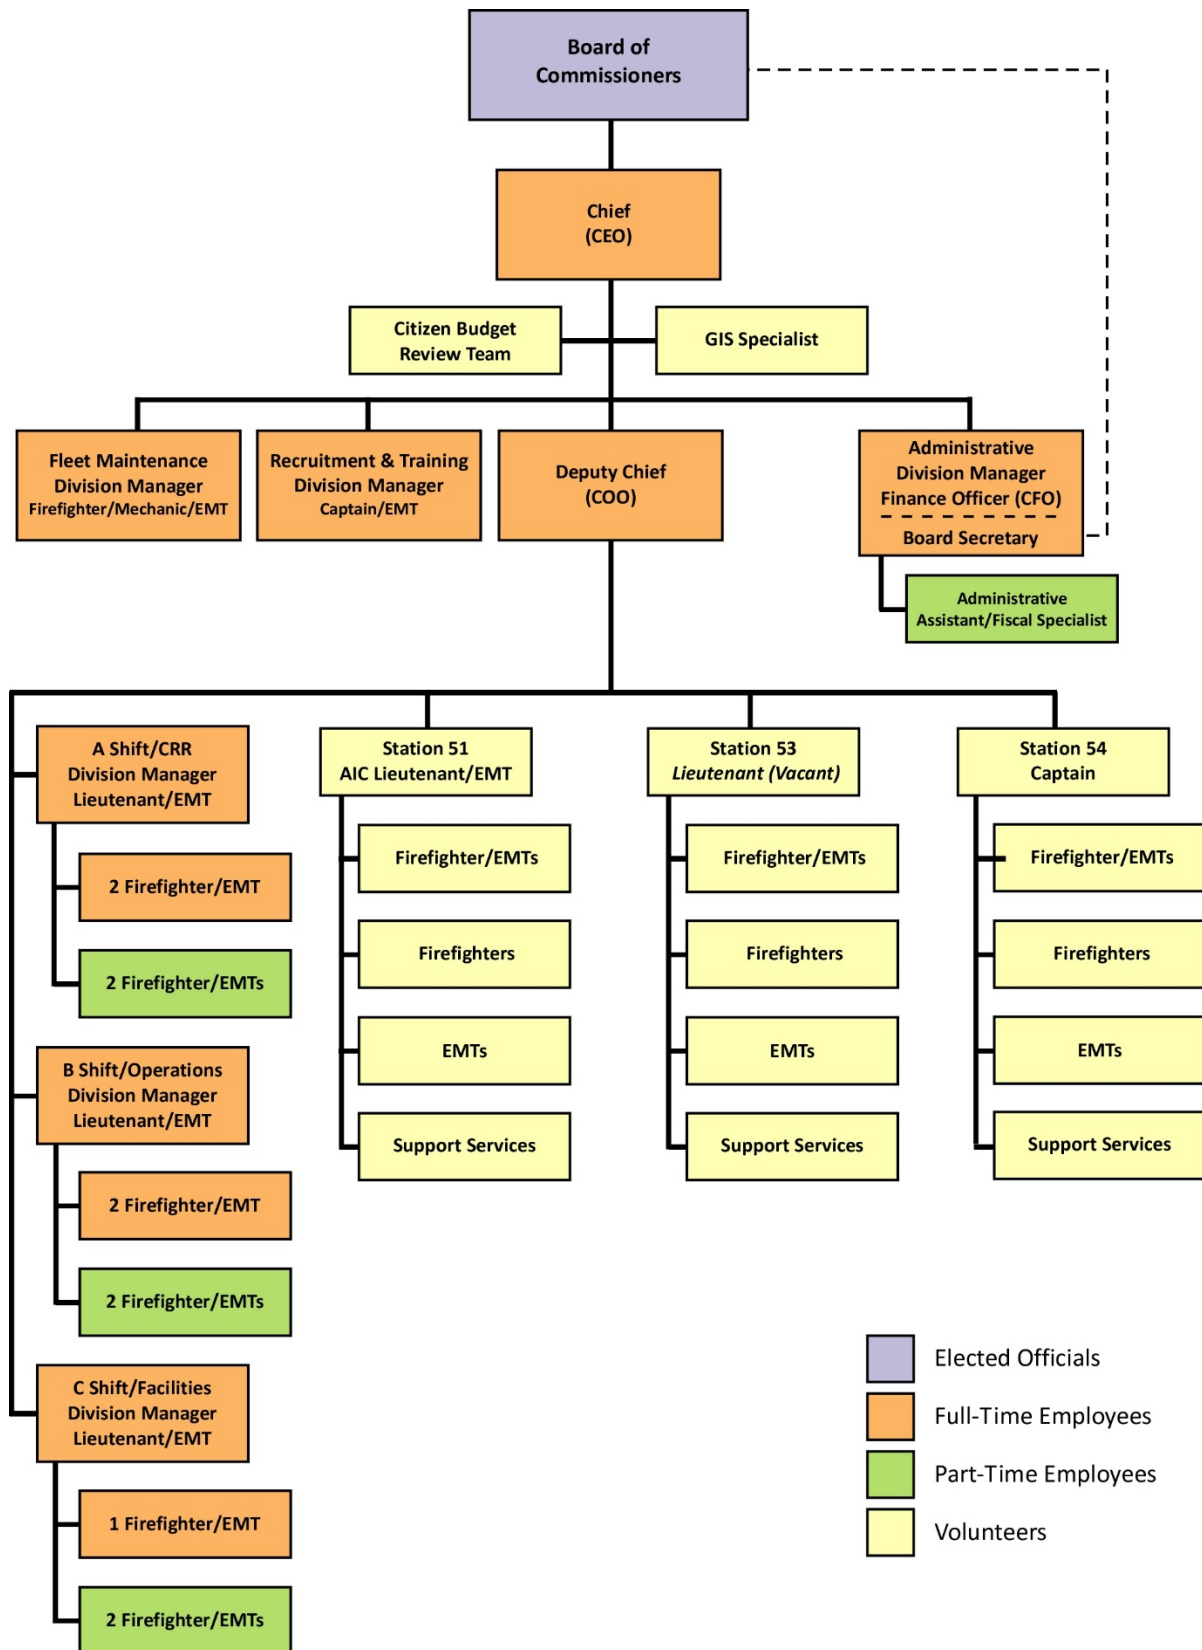 Board of
Commissioners
Chief
(CEO)
Citizen Budget
Review Team
GIS Specialist
Fleet Maintenance
Division Manager
Firefighter/Mechanic/EMT
Recruitment & Training
Division Manager
Captain/EMT
Deputy Chief
(COO)
Administrative
Division Manager
Finance Officer (CFO)
Board Secretary
Administrative
Assistant/Fiscal Specialist
A Shift/CRR
Division Manager
Lieutenant/EMT
2 Firefighter/EMT
2 Firefighter/EMTs
B Shift/Operations
Division Manager
Lieutenant/EMT
2 Firefighter/EMT
2 Firefighter/EMTs
C Shift/Facilities
Division Manager
Lieutenant/EMT
1 Firefighter/EMT
2 Firefighter/EMTs
Station 51
AIC Lieutenant/EMT
Firefighter/EMTs
Firefighters
EMTs
Support Services
Station 53
Lieutenant (Vacant)
Firefighter/EMTs
Firefighters
EMTs
Support Services
Station 54
Captain
Firefighter/EMTs
Firefighters
EMTs
Support Services
Elected Officials
Full-Time Employees
Part-Time Employees
Volunteers